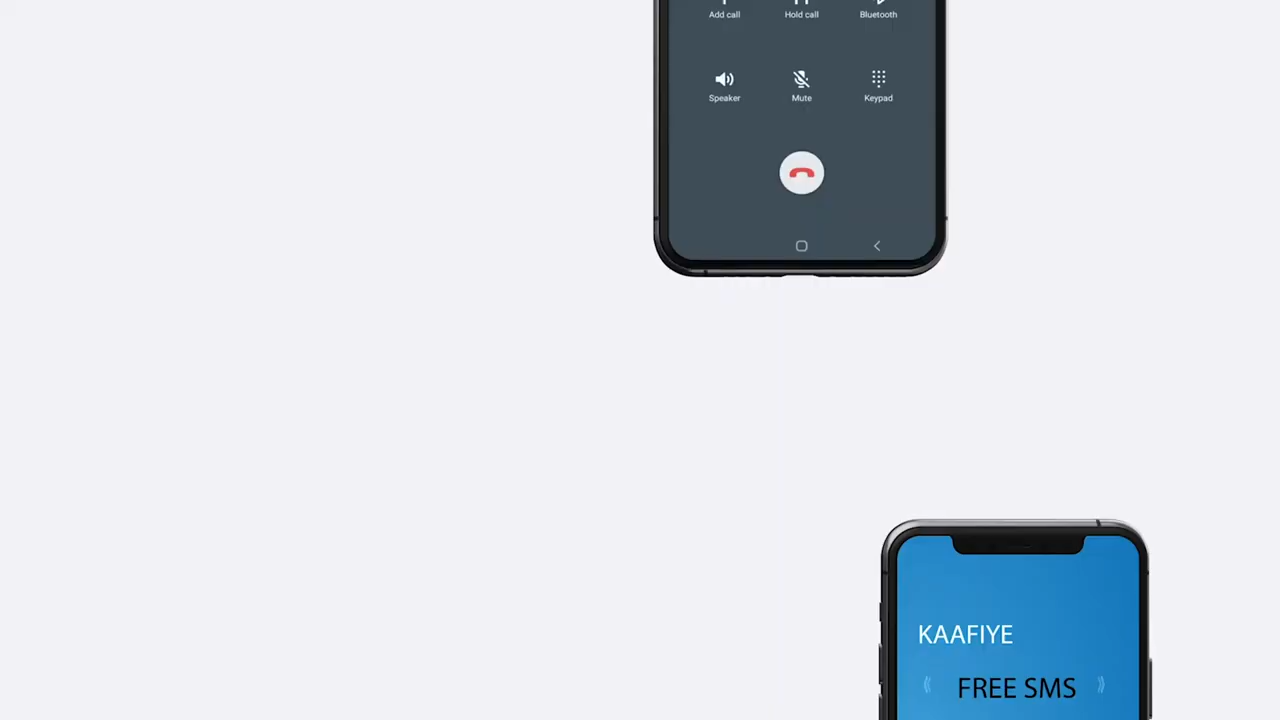 Add call Hold call Bluetooth
Speaker Mute Keypad
KAAFIYE
FREE SMS